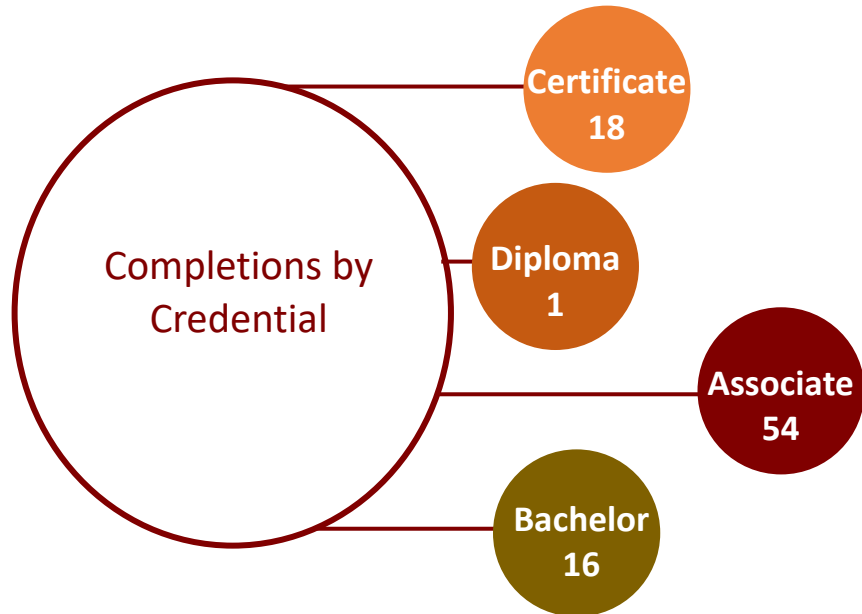 Completions by
Credential
Certificate
18
Diploma
1
Associate
54
Bachelor
16